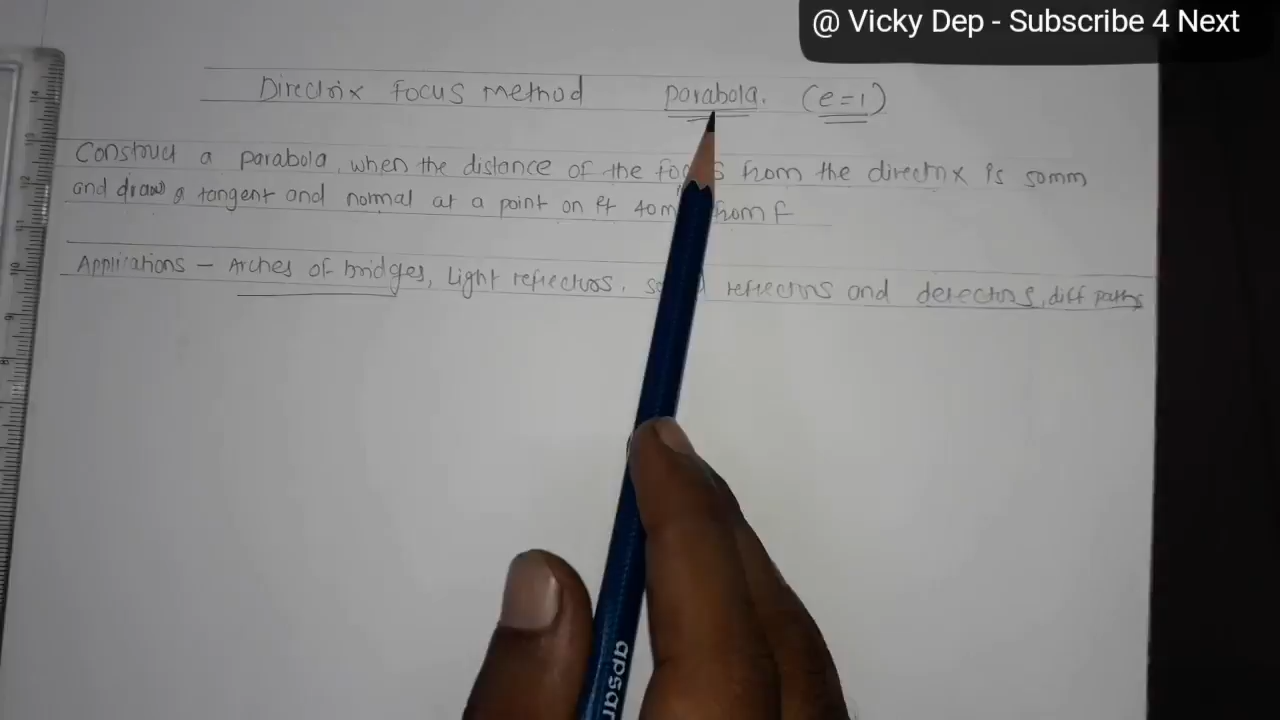 @ Vicky Dep - Subscribe 4 Next
Directrix focus method parabola. (e=1)
Construct a parabola, when the distance of the focus from the directrix is 50mm
and draw a tangent and normal at a point on it 40m from F
Applications - Arches of bridges, Light reflectors, reflectors and detectors, diff paths
apsar